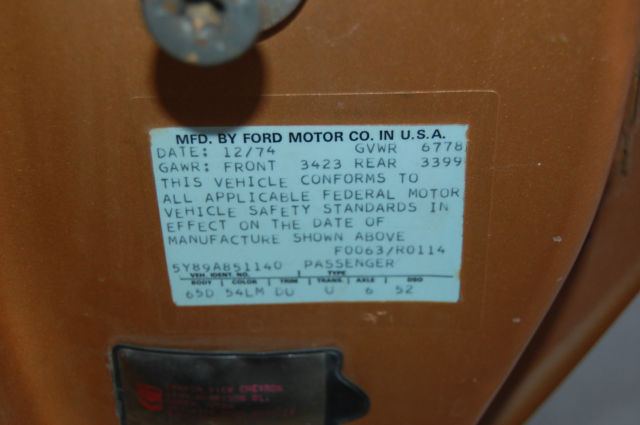 MFD. BY FORD MOTOR CO. IN U.S.A.
DATE: 12/74 GVWR 6778
GAWR: FRONT 3423 REAR 3399
THIS VEHICLE CONFORMS TO
ALL APPLICABLE FEDERAL MOTOR
VEHICLE SAFETY STANDARDS IN
EFFECT ON THE DATE OF
MANUFACTURE SHOWN ABOVE
F0063/R0114
5Y89A851140 PASSENGER
VEH. IDENT. NO. TYPE
BODY COLOR TRIM TRANS. AXLE DSO
65D 54LM DU U 6 52
VIEW CHEVRON